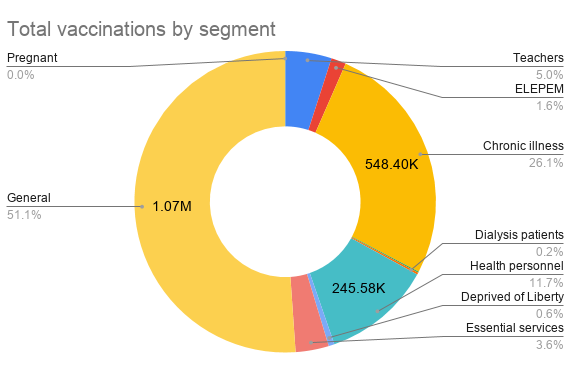 Total vaccinations by segment
Pregnant
0.0%
Teachers
5.0%
ELEPEM
1.6%
Chronic illness
26.1%
548.40K
General
51.1%
1.07M
Dialysis patients
0.2%
Health personnel
11.7%
245.58K
Deprived of Liberty
0.6%
Essential services
3.6%